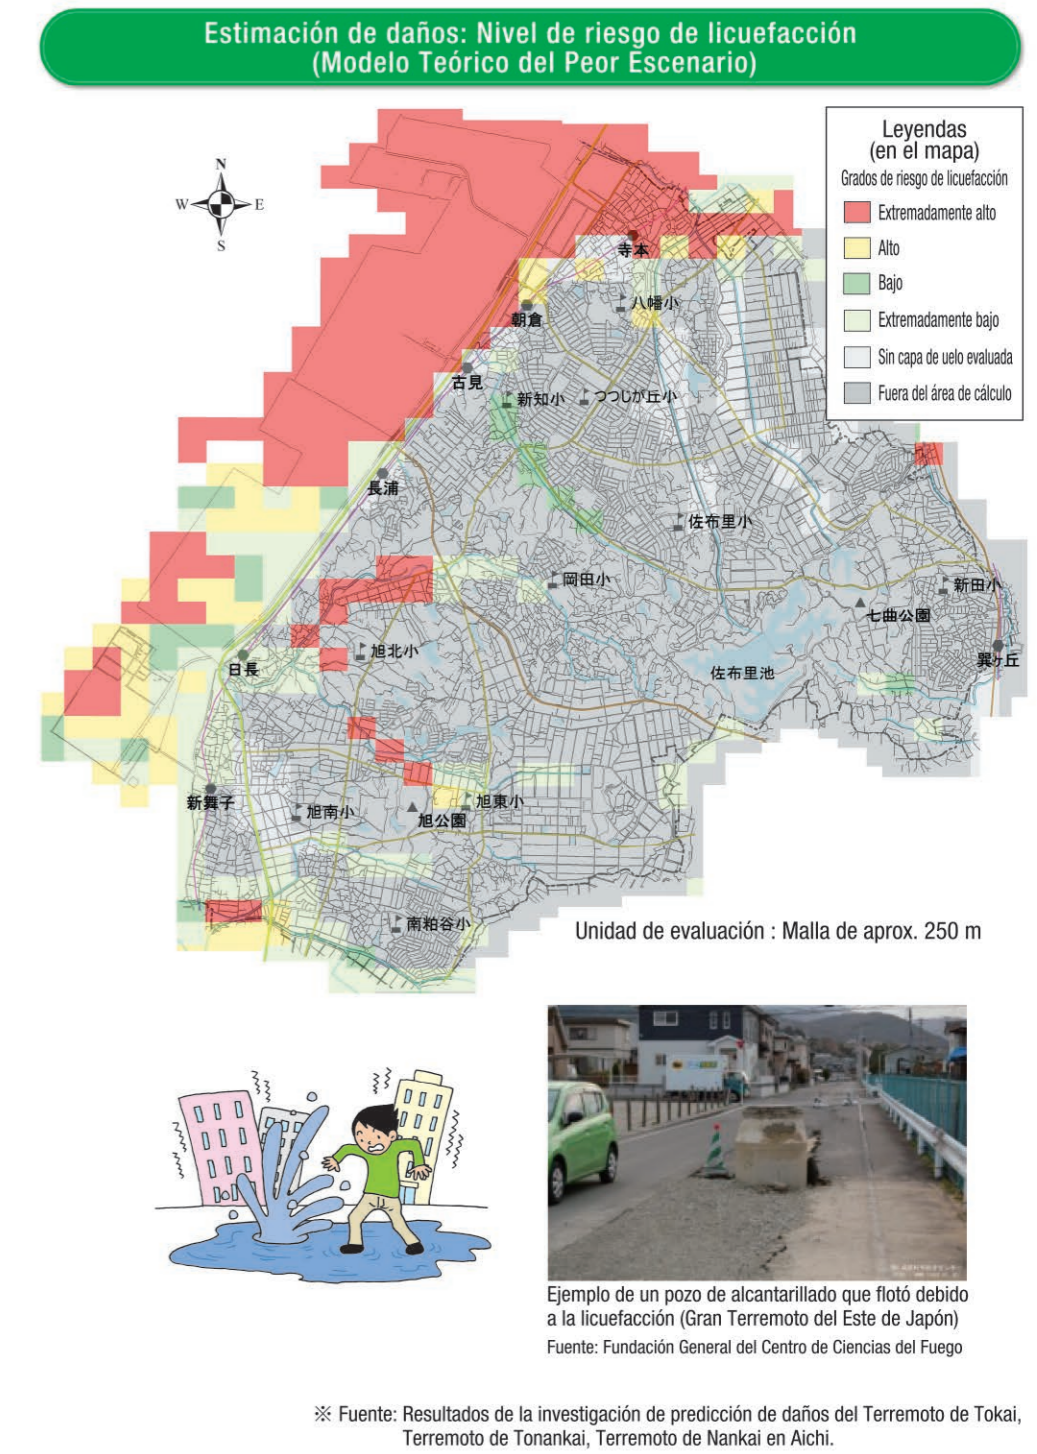 Estimación de daños: Nivel de riesgo de licuefacción
(Modelo Teórico del Peor Escenario)
Leyendas
(en el mapa)
Grados de riesgo de licuefacción
Extremadamente alto
Alto
Bajo
Extremadamente bajo
Sin capa de uelo evaluada
Fuera del área de cálculo
N
W
E
S
寺本
八幡小
朝倉
古見
新知小
つつじが丘小
長浦
佐布里小
岡田小
新田小
七曲公園
旭北小
巽ヶ丘
日長
佐布里池
新舞子
旭南小
旭公園
旭東小
南粕谷小
Unidad de evaluación : Malla de aprox. 250 m
Ejemplo de un pozo de alcantarillado que flotó debido
a la licuefacción (Gran Terremoto del Este de Japón)
Fuente: Fundación General del Centro de Ciencias del Fuego
※ Fuente: Resultados de la investigación de predicción de daños del Terremoto de Tokai,
Terremoto de Tonankai, Terremoto de Nankai en Aichi.